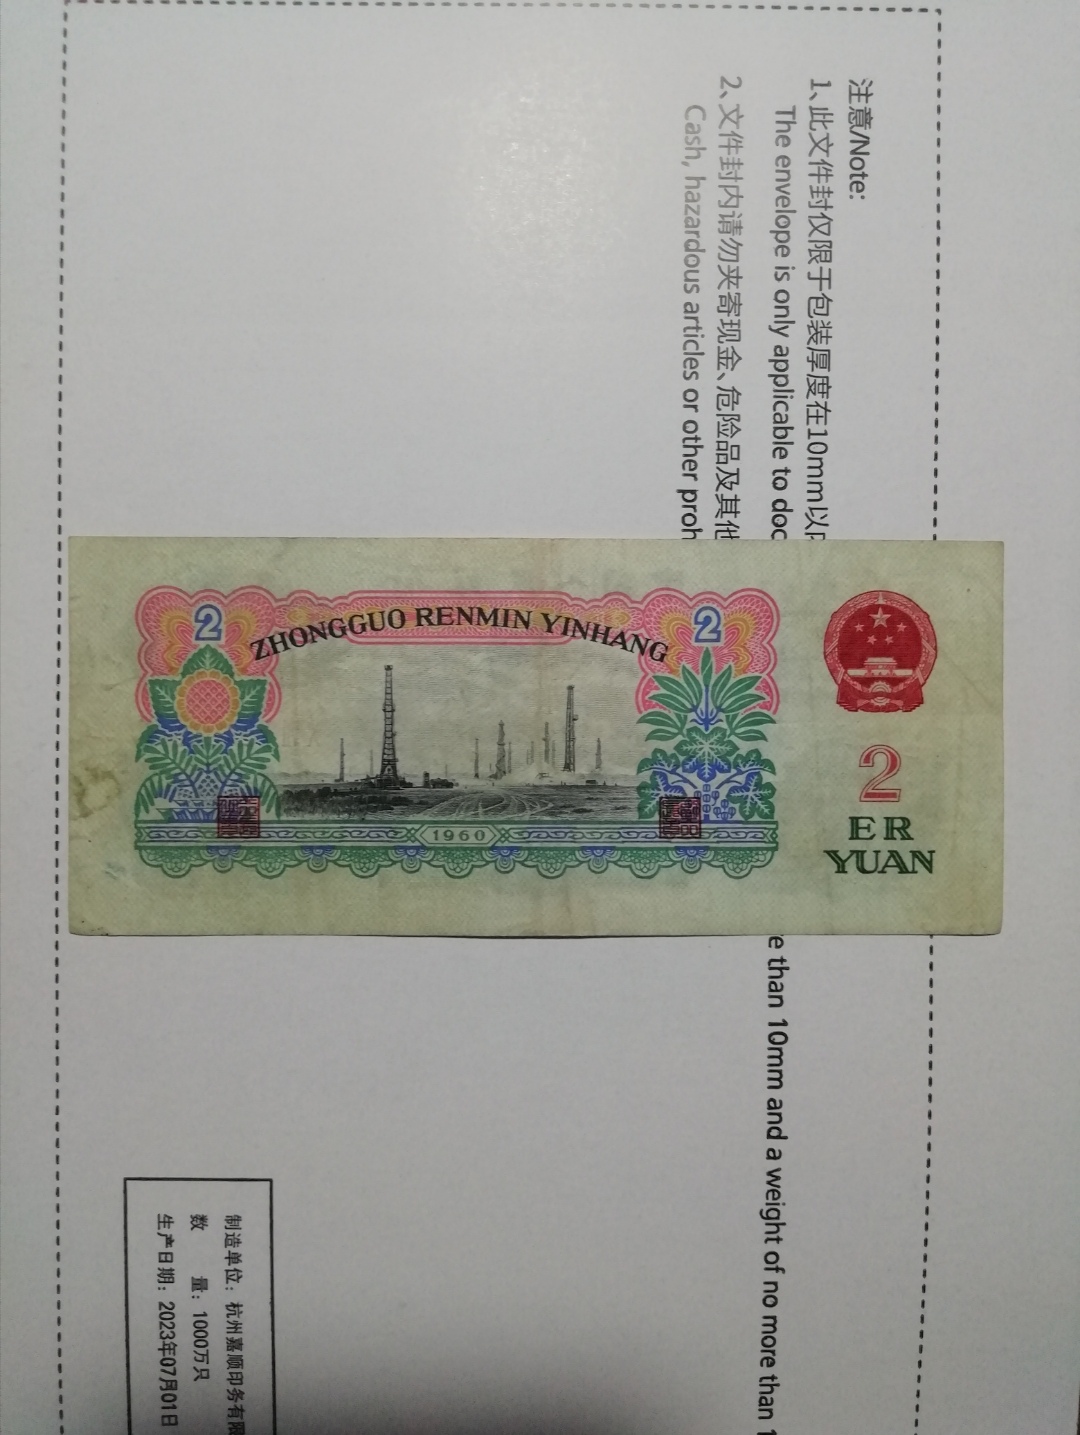 注意/Note:
1、此文件封仅限于包装厚度在10mm以内
The envelope is only applicable to doc
2、文件封内请勿夹寄现金、危险品及其他
Cash, hazardous articles or other proh
2
2
ZHONGGUO RENMIN YINHANG
1960
2
ER
YUAN
e than 10mm and a weight of no more than 1
制造单位：杭州嘉顺印务有限
数 量：1000万只
生产日期：2023年07月01日